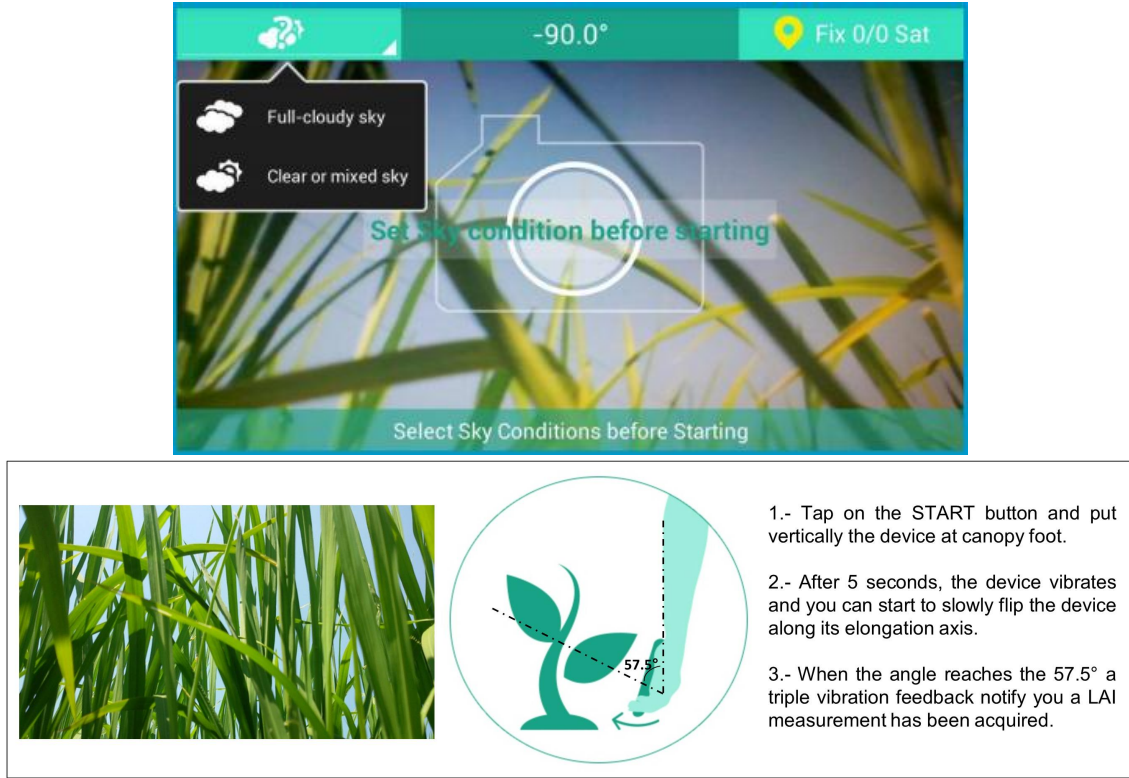 -90.0°
Fix 0/0 Sat
Full-cloudy sky
Clear or mixed sky
Set Sky condition before starting
Select Sky Conditions before Starting
57.5°
1.- Tap on the START button and put
vertically the device at canopy foot.
2.- After 5 seconds, the device vibrates
and you can start to slowly flip the device
along its elongation axis.
3.- When the angle reaches the 57.5° a
triple vibration feedback notify you a LAI
measurement has been acquired.